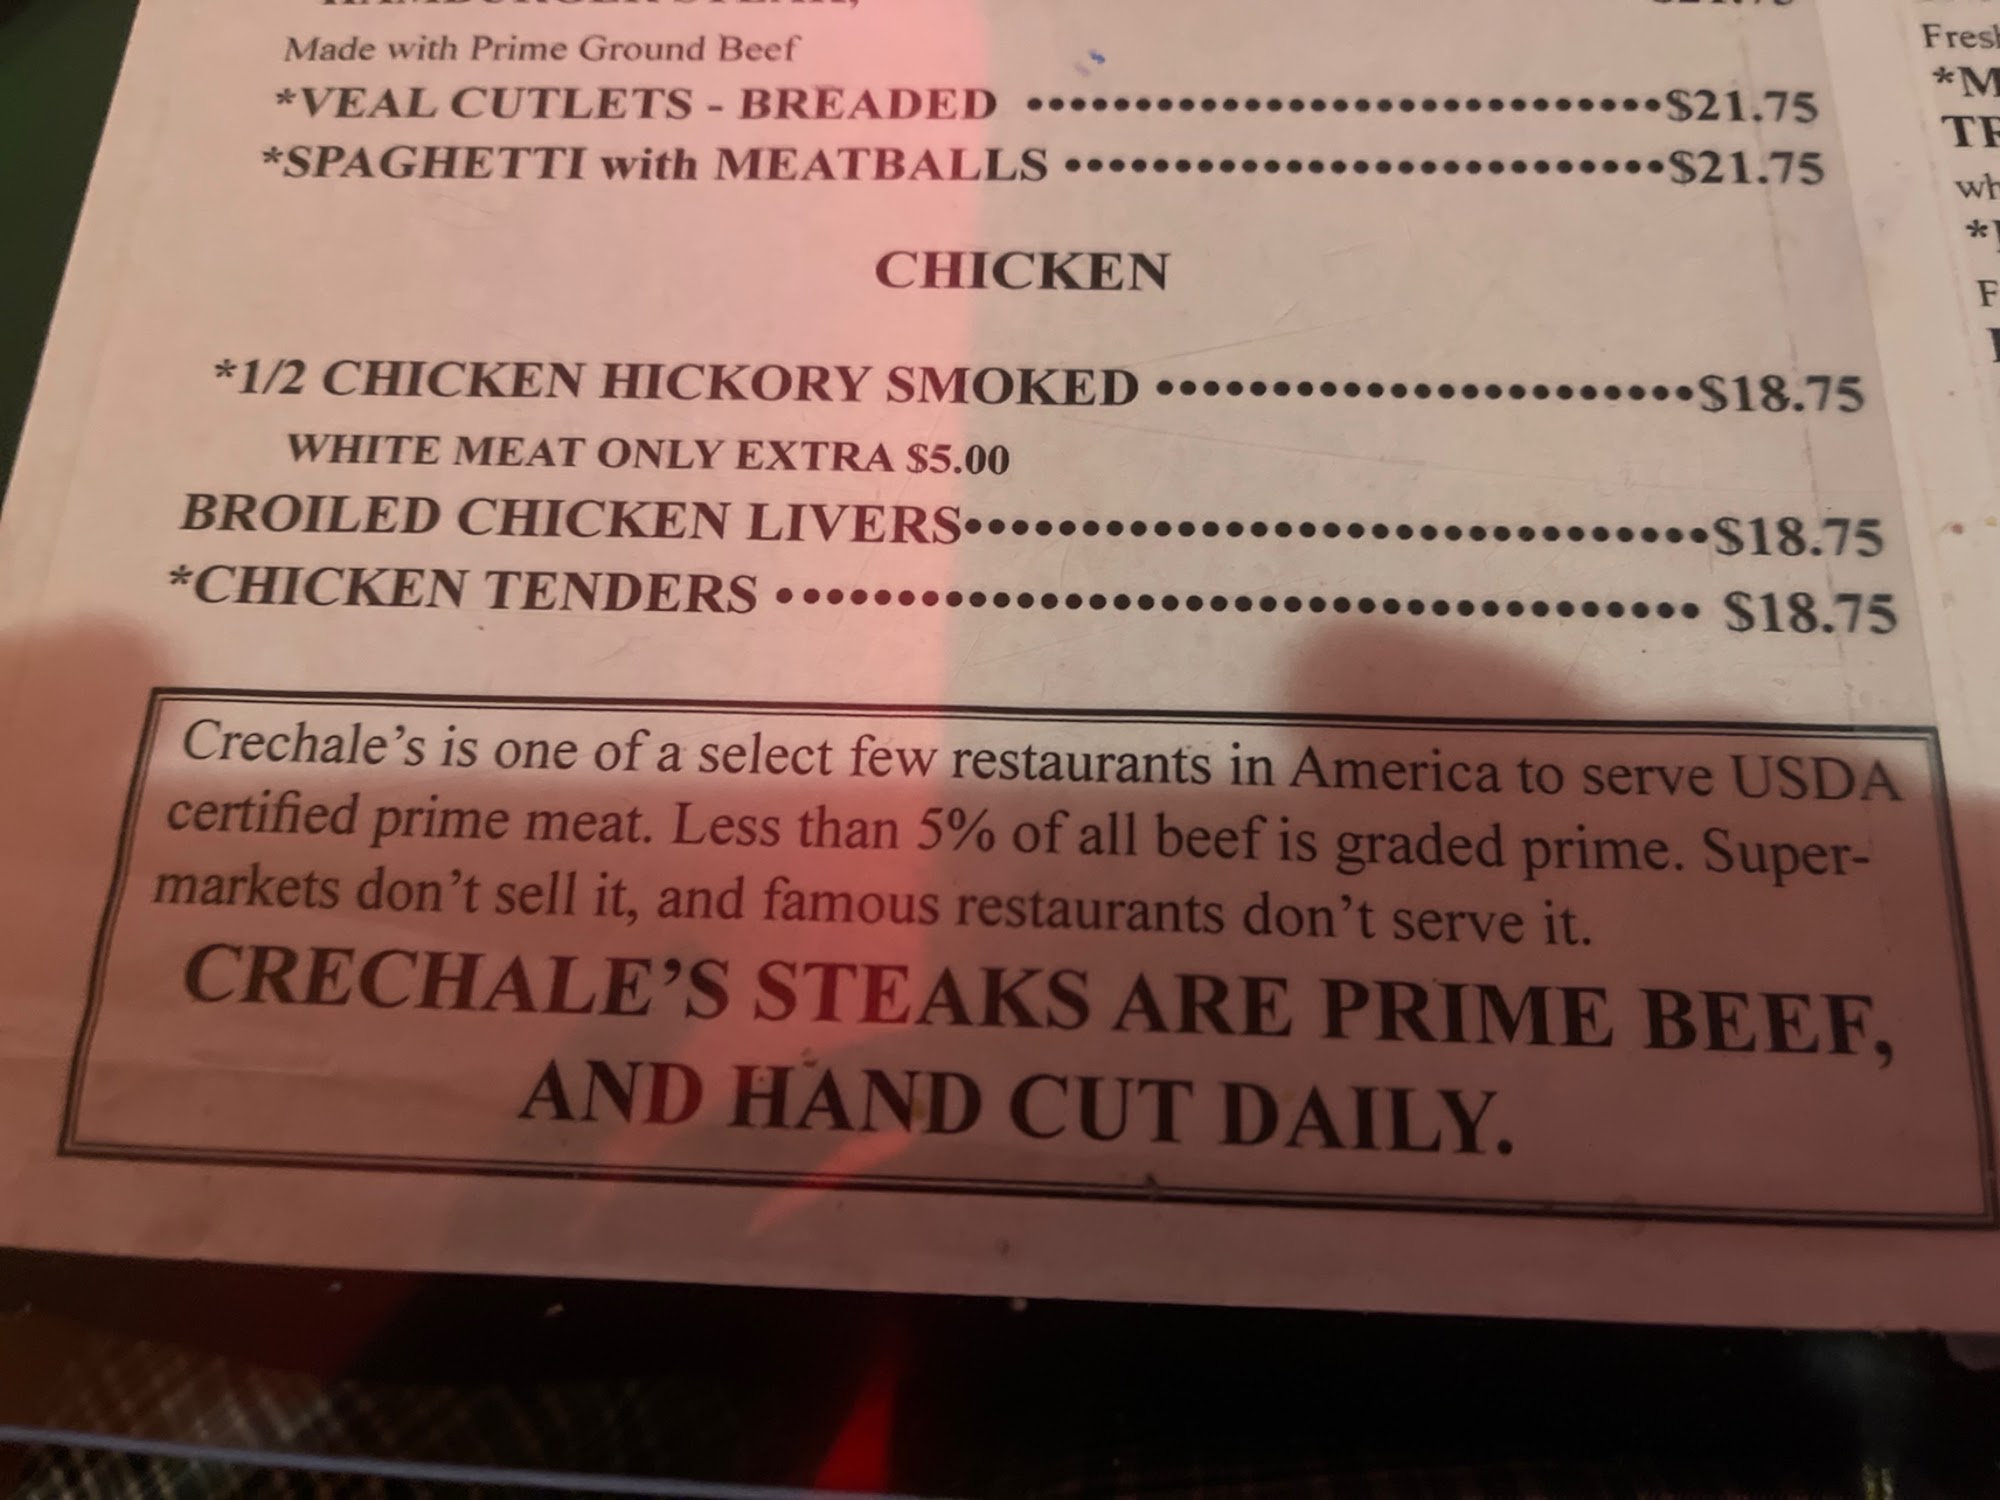 HAMBURGER STEAK,
Made with Prime Ground Beef
*VEAL CUTLETS - BREADED ••••••••••••••••••••••••••••$21.75
*SPAGHETTI with MEATBALLS ••••••••••••••••••••••••••$21.75
CHICKEN
*1/2 CHICKEN HICKORY SMOKED •••••••••••••••••••••••$18.75
WHITE MEAT ONLY EXTRA $5.00
BROILED CHICKEN LIVERS••••••••••••••••••••••••••••••••$18.75
*CHICKEN TENDERS ••••••••••••••••••••••••••••••••••••••• $18.75
Crechale's is one of a select few restaurants in America to serve USDA
certified prime meat. Less than 5% of all beef is graded prime. Super-
markets don't sell it, and famous restaurants don't serve it.
CRECHALE'S STEAKS ARE PRIME BEEF,
AND HAND CUT DAILY.